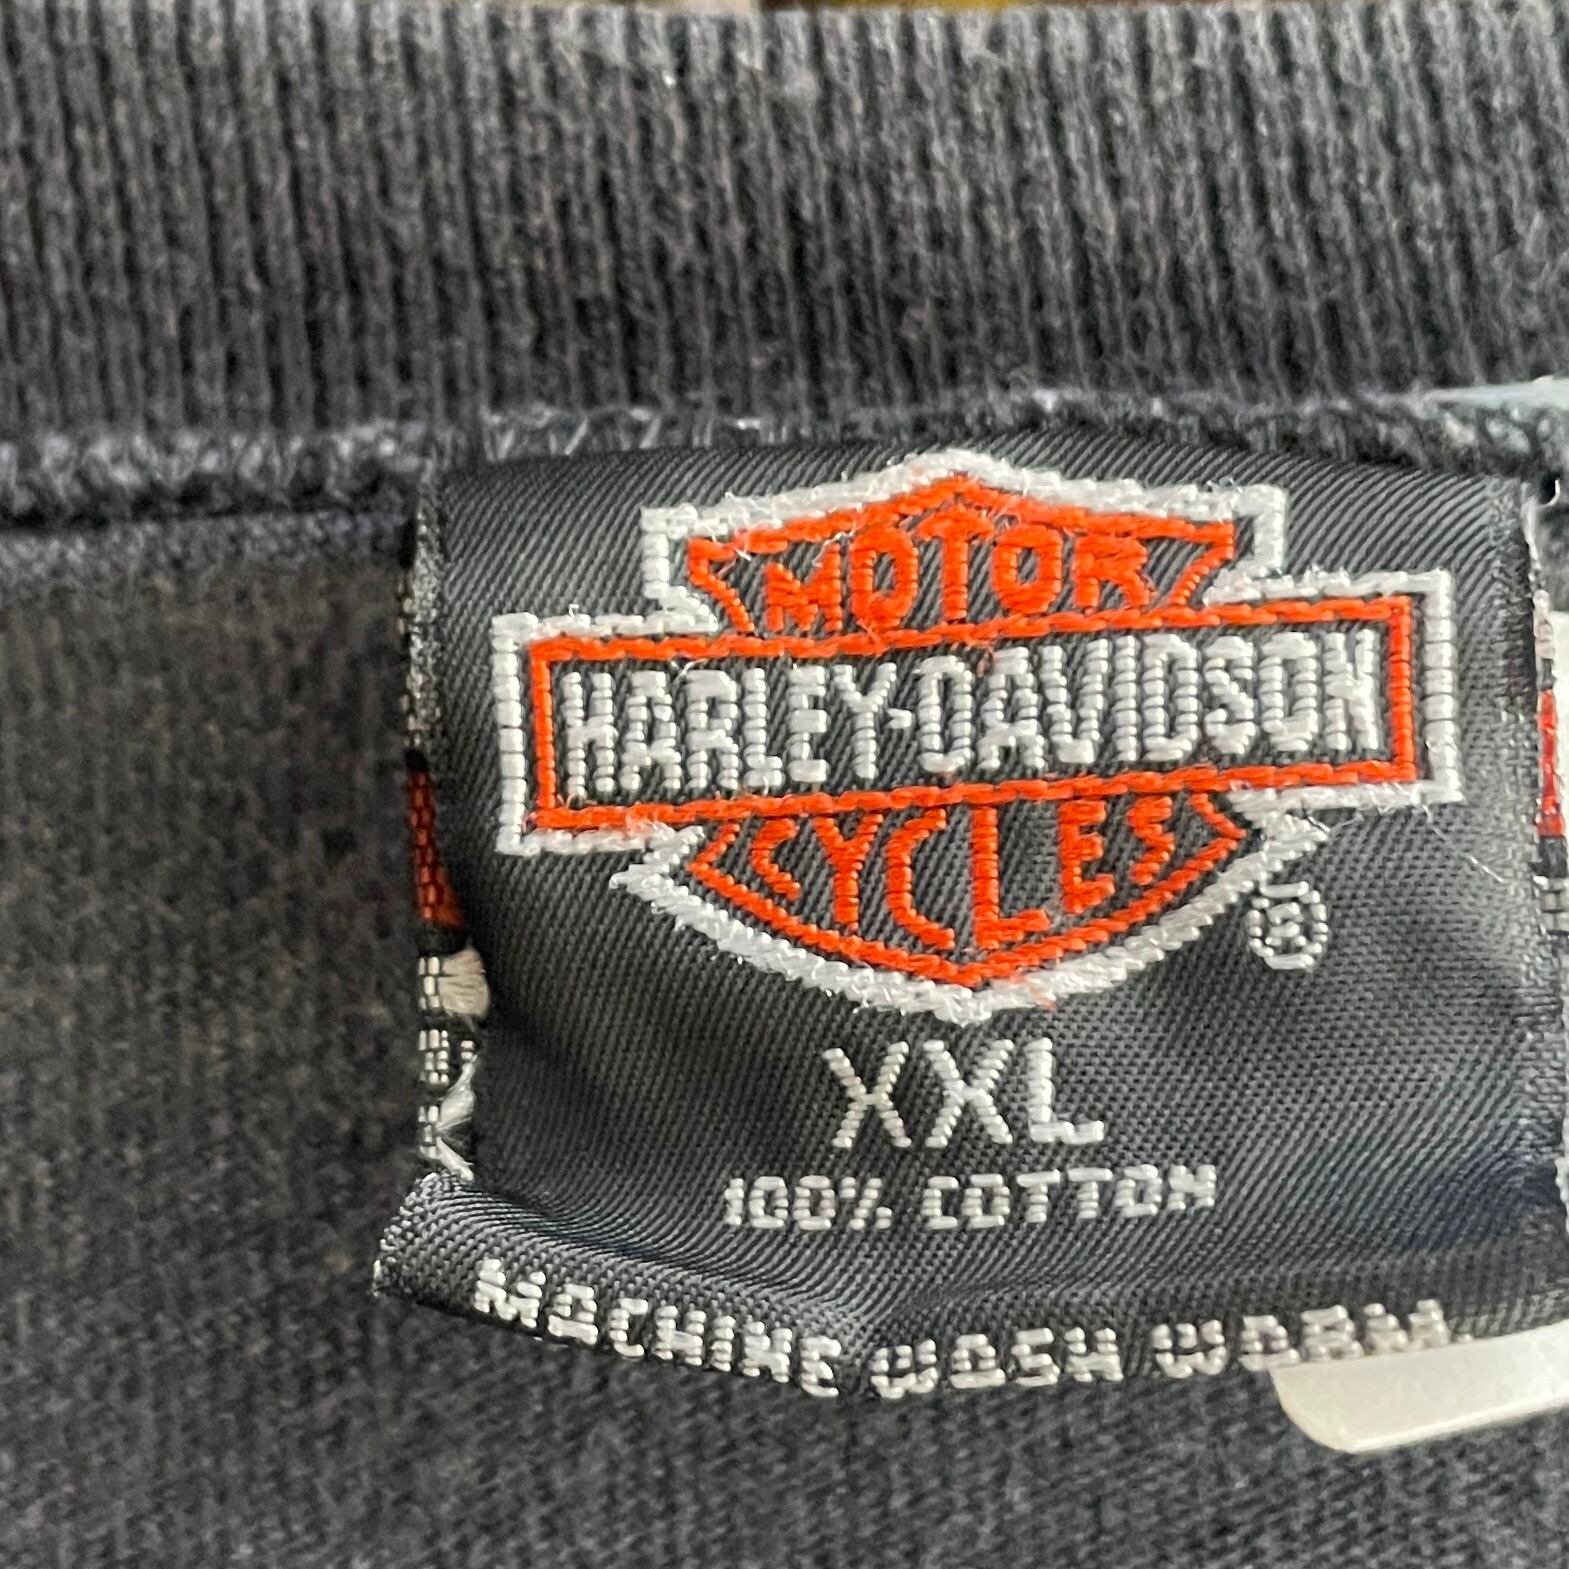 MOTOR
HARLEY-DAVIDSON
CYCLES
®
XXL
100% COTTON
MACHINE WASH WARM.